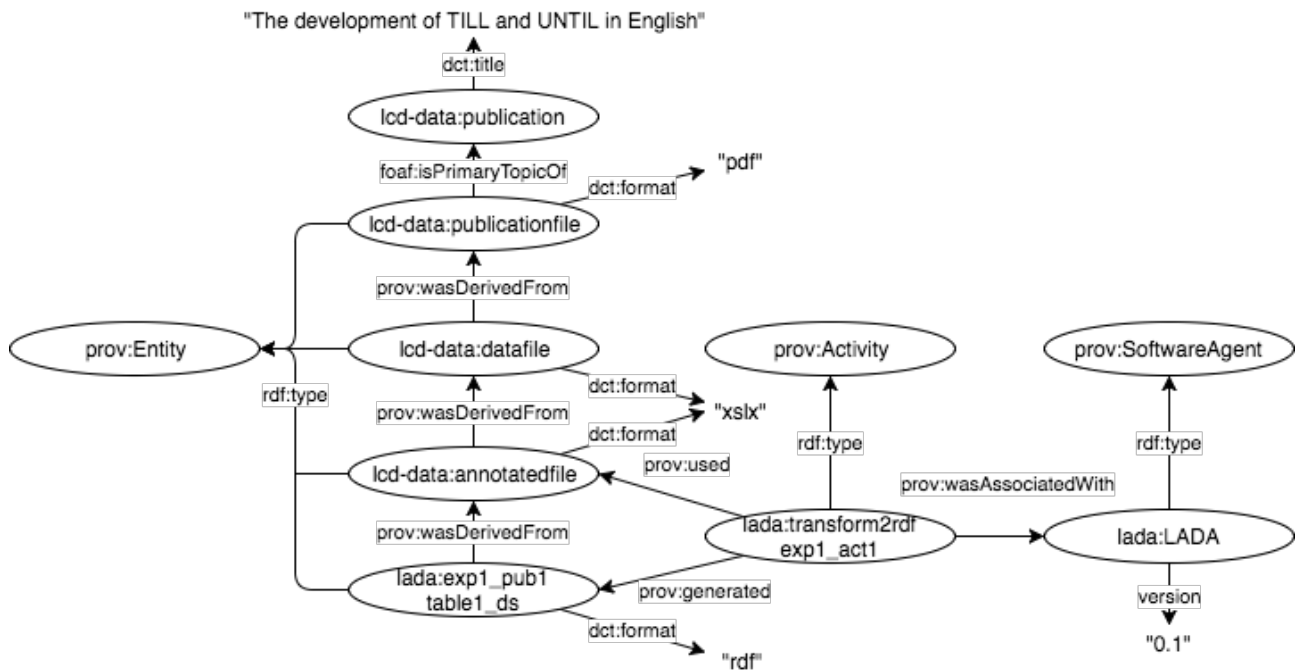 "The development of TILL and UNTIL in English"
dct:title
lcd-data:publication
foaf:isPrimaryTopicOf
"pdf"
dct:format
lcd-data:publicationfile
prov:wasDerivedFrom
prov:Entity
lcd-data:datafile
prov:Activity
prov:SoftwareAgent
dct:format
rdf:type
prov:wasDerivedFrom
"xslx"
dct:format
rdf:type
rdf:type
prov:used
lcd-data:annotatedfile
prov:wasAssociatedWith
prov:wasDerivedFrom
lada:transform2rdf
exp1_act1
lada:LADA
lada:exp1_pub1
table1_ds
prov:generated
version
dct:format
"0.1"
"rdf"